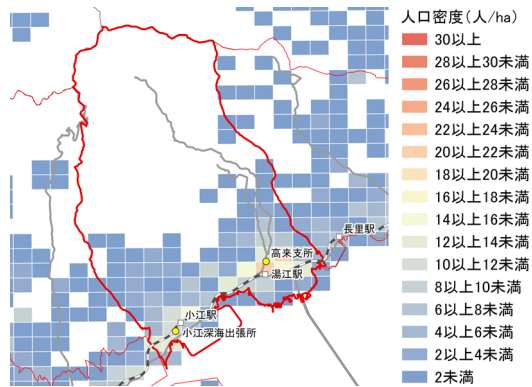 人口密度(人/ha)
30以上
28以上30未満
26以上28未満
24以上26未満
22以上24未満
20以上22未満
18以上20未満
16以上18未満
14以上16未満
12以上14未満
10以上12未満
8以上10未満
6以上8未満
4以上6未満
2以上4未満
2未満
長里駅
高来支所
湯江駅
小江駅
小江深海出張所